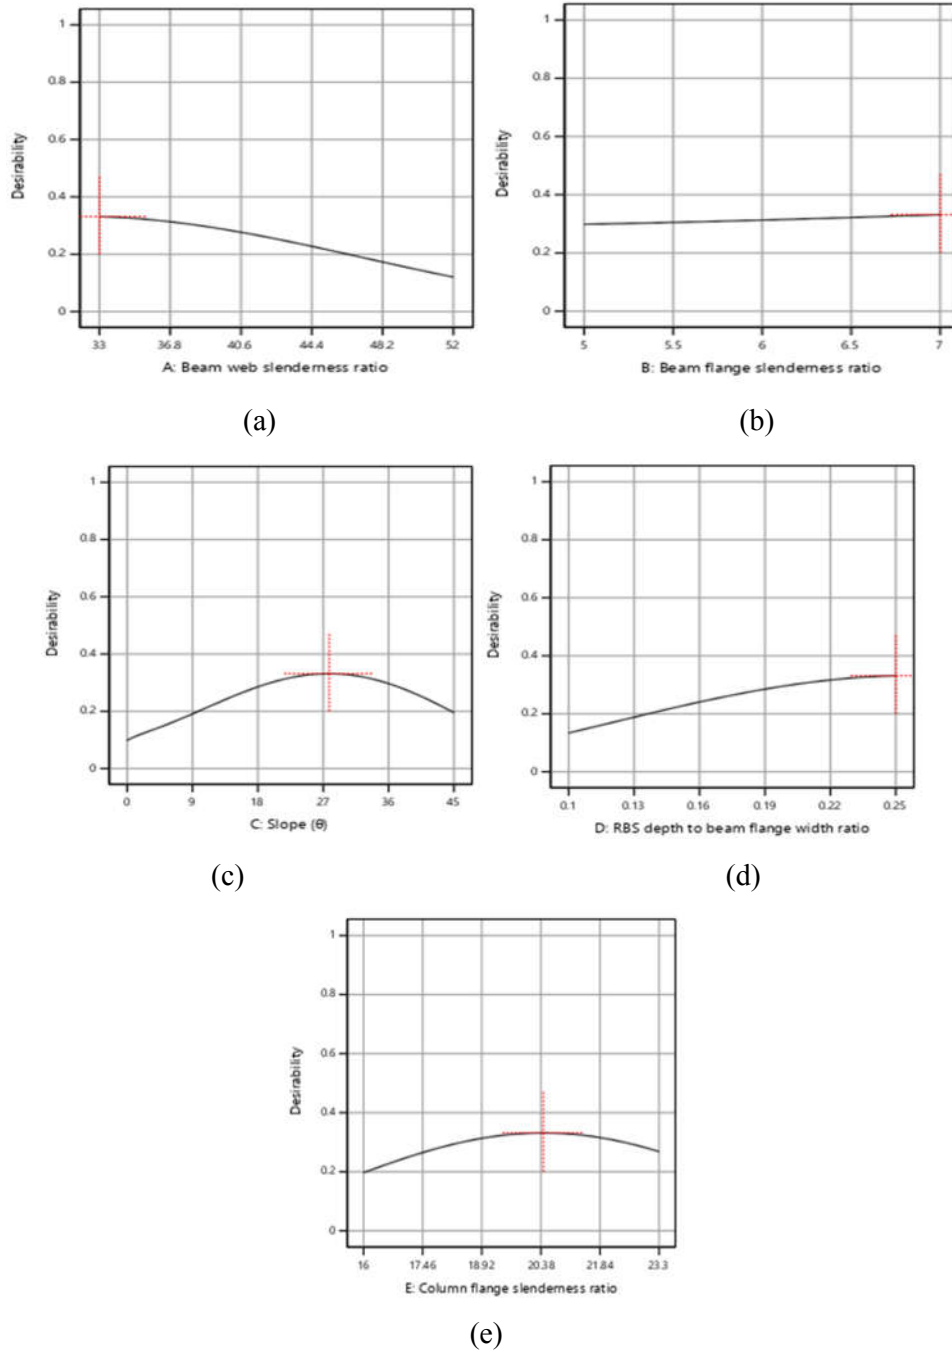 1
0.8
0.6
0.4
0.2
0
Desirability
33 36.8 40.6 44.4 48.2 52
A: Beam web slenderness ratio
(a)
1
0.8
0.6
0.4
0.2
0
Desirability
5 5.5 6 6.5 7
B: Beam flange slenderness ratio
(b)
1
0.8
0.6
0.4
0.2
0
Desirability
0 9 18 27 36 45
C: Slope (θ)
(c)
1
0.8
0.6
0.4
0.2
0
Desirability
0.1 0.13 0.16 0.19 0.22 0.25
D: RBS depth to beam flange width ratio
(d)
1
0.8
0.6
0.4
0.2
0
Desirability
16 17.46 18.92 20.38 21.84 23.3
E: Column flange slenderness ratio
(e)